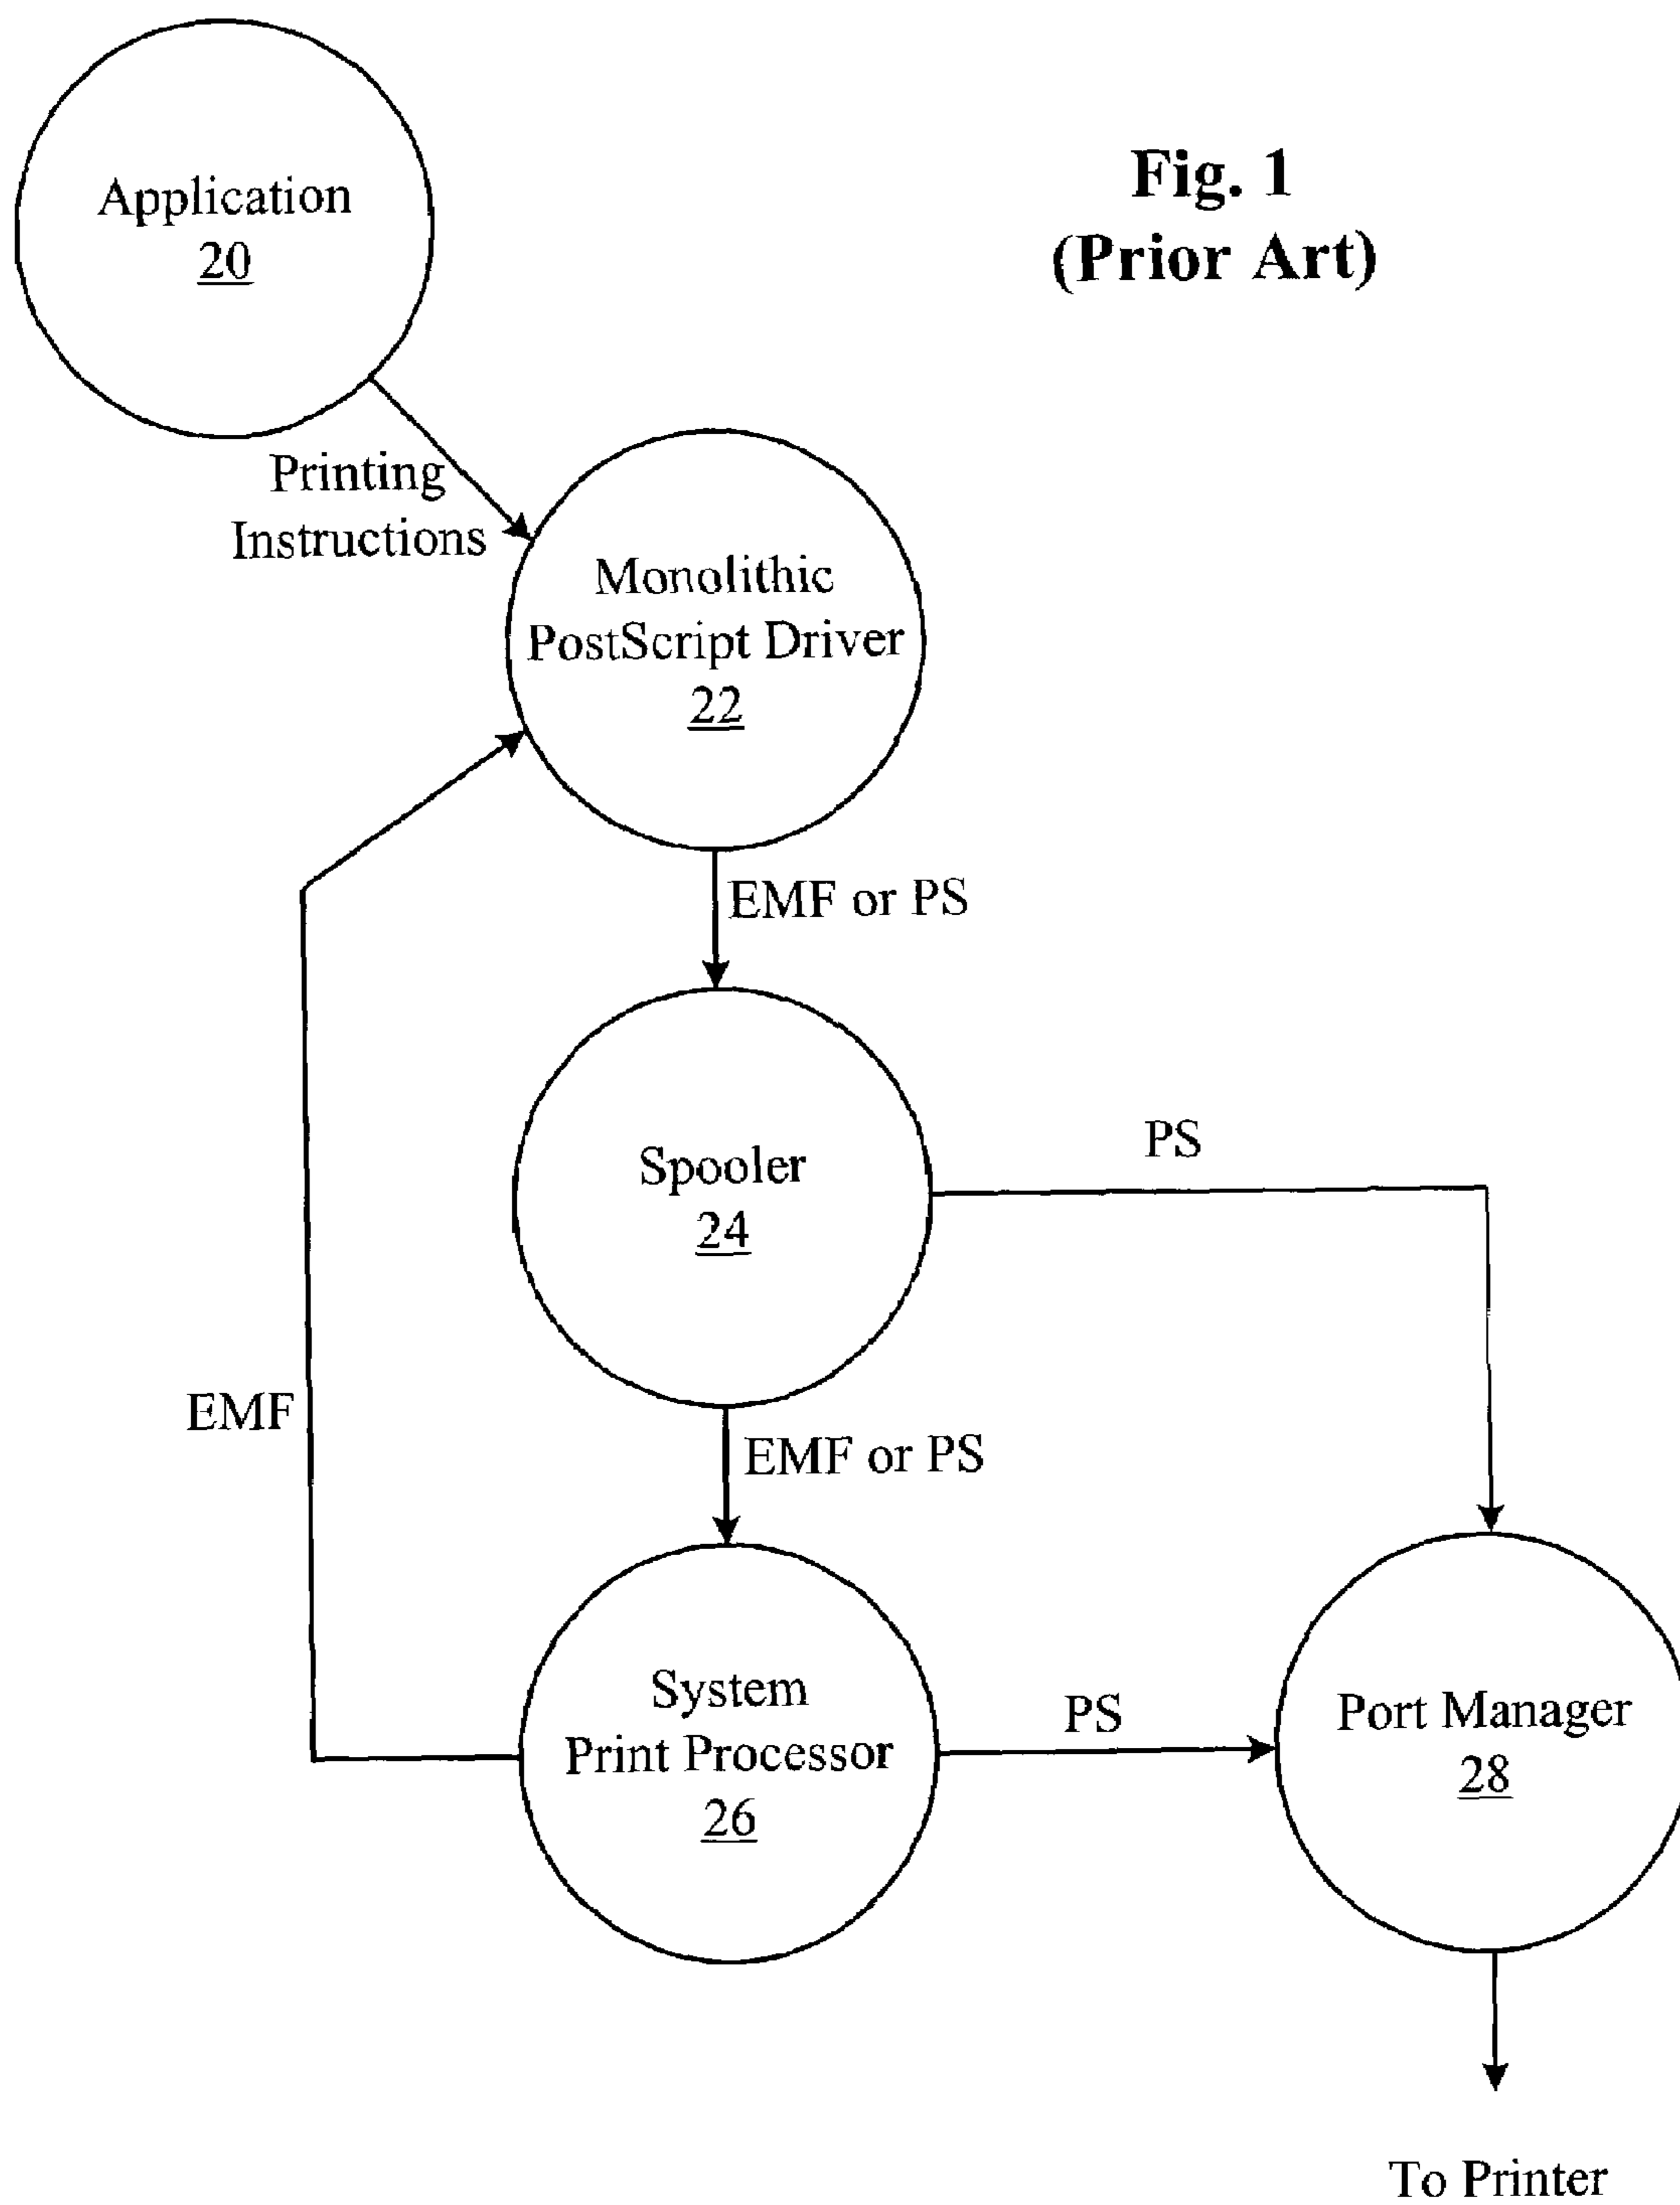 Fig. 1
(Prior Art)
Application
20
Printing
Instructions
Monolithic
PostScript Driver
22
EMF or PS
Spooler
24
PS
EMF
EMF or PS
System
Print Processor
26
PS
Port Manager
28
To Printer